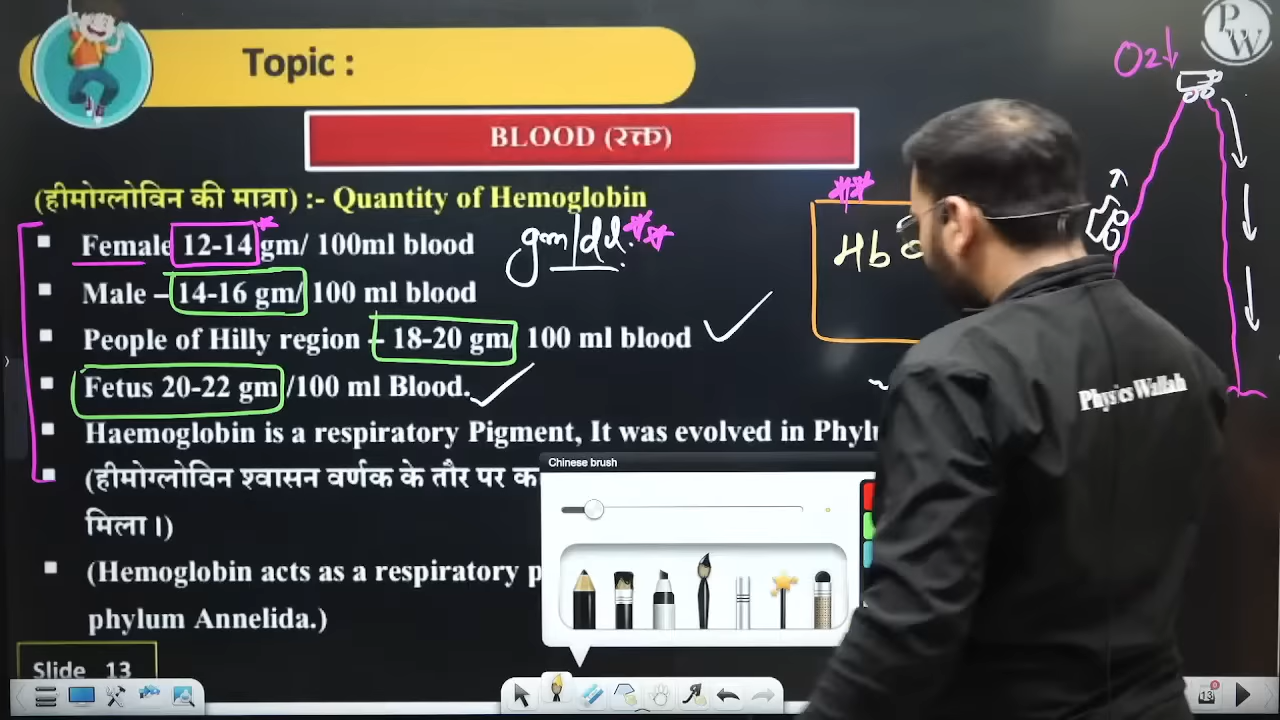 Topic :
BLOOD (रक्त)
(हीमोग्लोविन की मात्रा) :- Quantity of Hemoglobin
Female 12-14 gm/ 100ml blood
gm/dl.
Male – 14-16 gm/ 100 ml blood
People of Hilly region – 18-20 gm 100 ml blood
Fetus 20-22 gm /100 ml Blood.
Haemoglobin is a respiratory Pigment, It was evolved in
(हीमोग्लोविन श्वासन वर्णक के तौर पर
मिला।)
(Hemoglobin acts as a respiratory
phylum Annelida.)
Slide 13
Chinese brush
O2↓
PW
Hb
Physics Wallah
13